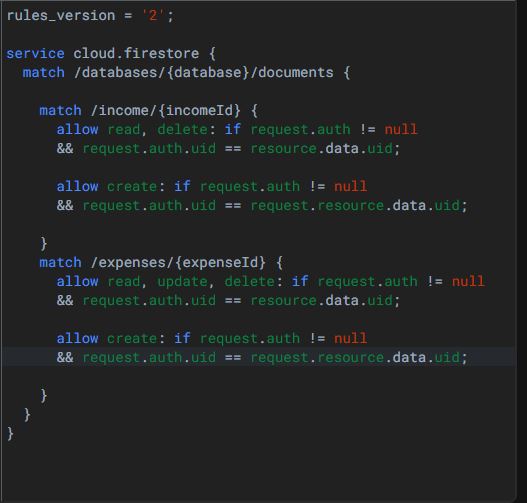 rules_version = '2';
service cloud.firestore {
match /databases/{database}/documents {
match /income/{incomeId} {
allow read, delete: if request.auth != null
&& request.auth.uid == resource.data.uid;
allow create: if request.auth != null
&& request.auth.uid == request.resource.data.uid;
}
match /expenses/{expenseId} {
allow read, update, delete: if request.auth != null
&& request.auth.uid == resource.data.uid;
allow create: if request.auth != null
&& request.auth.uid == request.resource.data.uid;
}
}
}